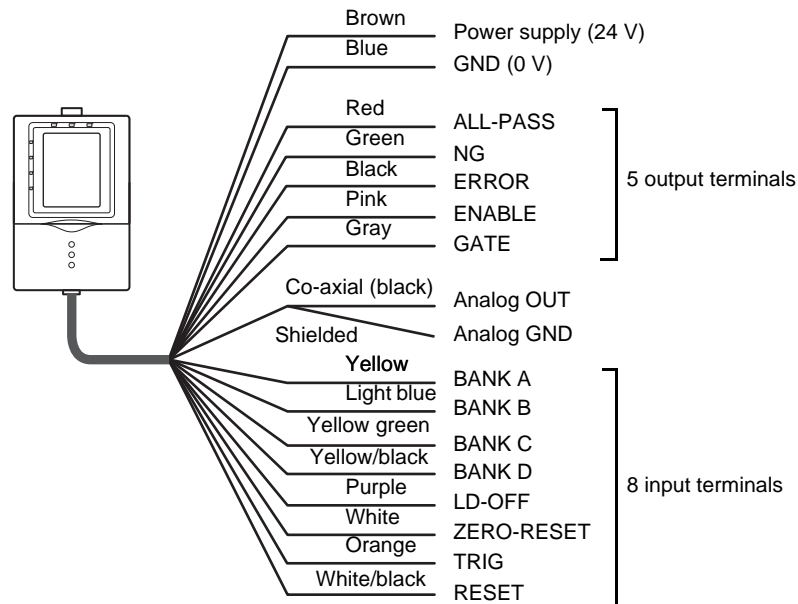 Brown Power supply (24 V)
Blue GND (0 V)
Red ALL-PASS
Green NG
Black ERROR
Pink ENABLE
Gray GATE
5 output terminals
Co-axial (black) Analog OUT
Shielded Analog GND
Yellow BANK A
Light blue BANK B
Yellow green BANK C
Yellow/black BANK D
Purple LD-OFF
White ZERO-RESET
Orange TRIG
White/black RESET
8 input terminals